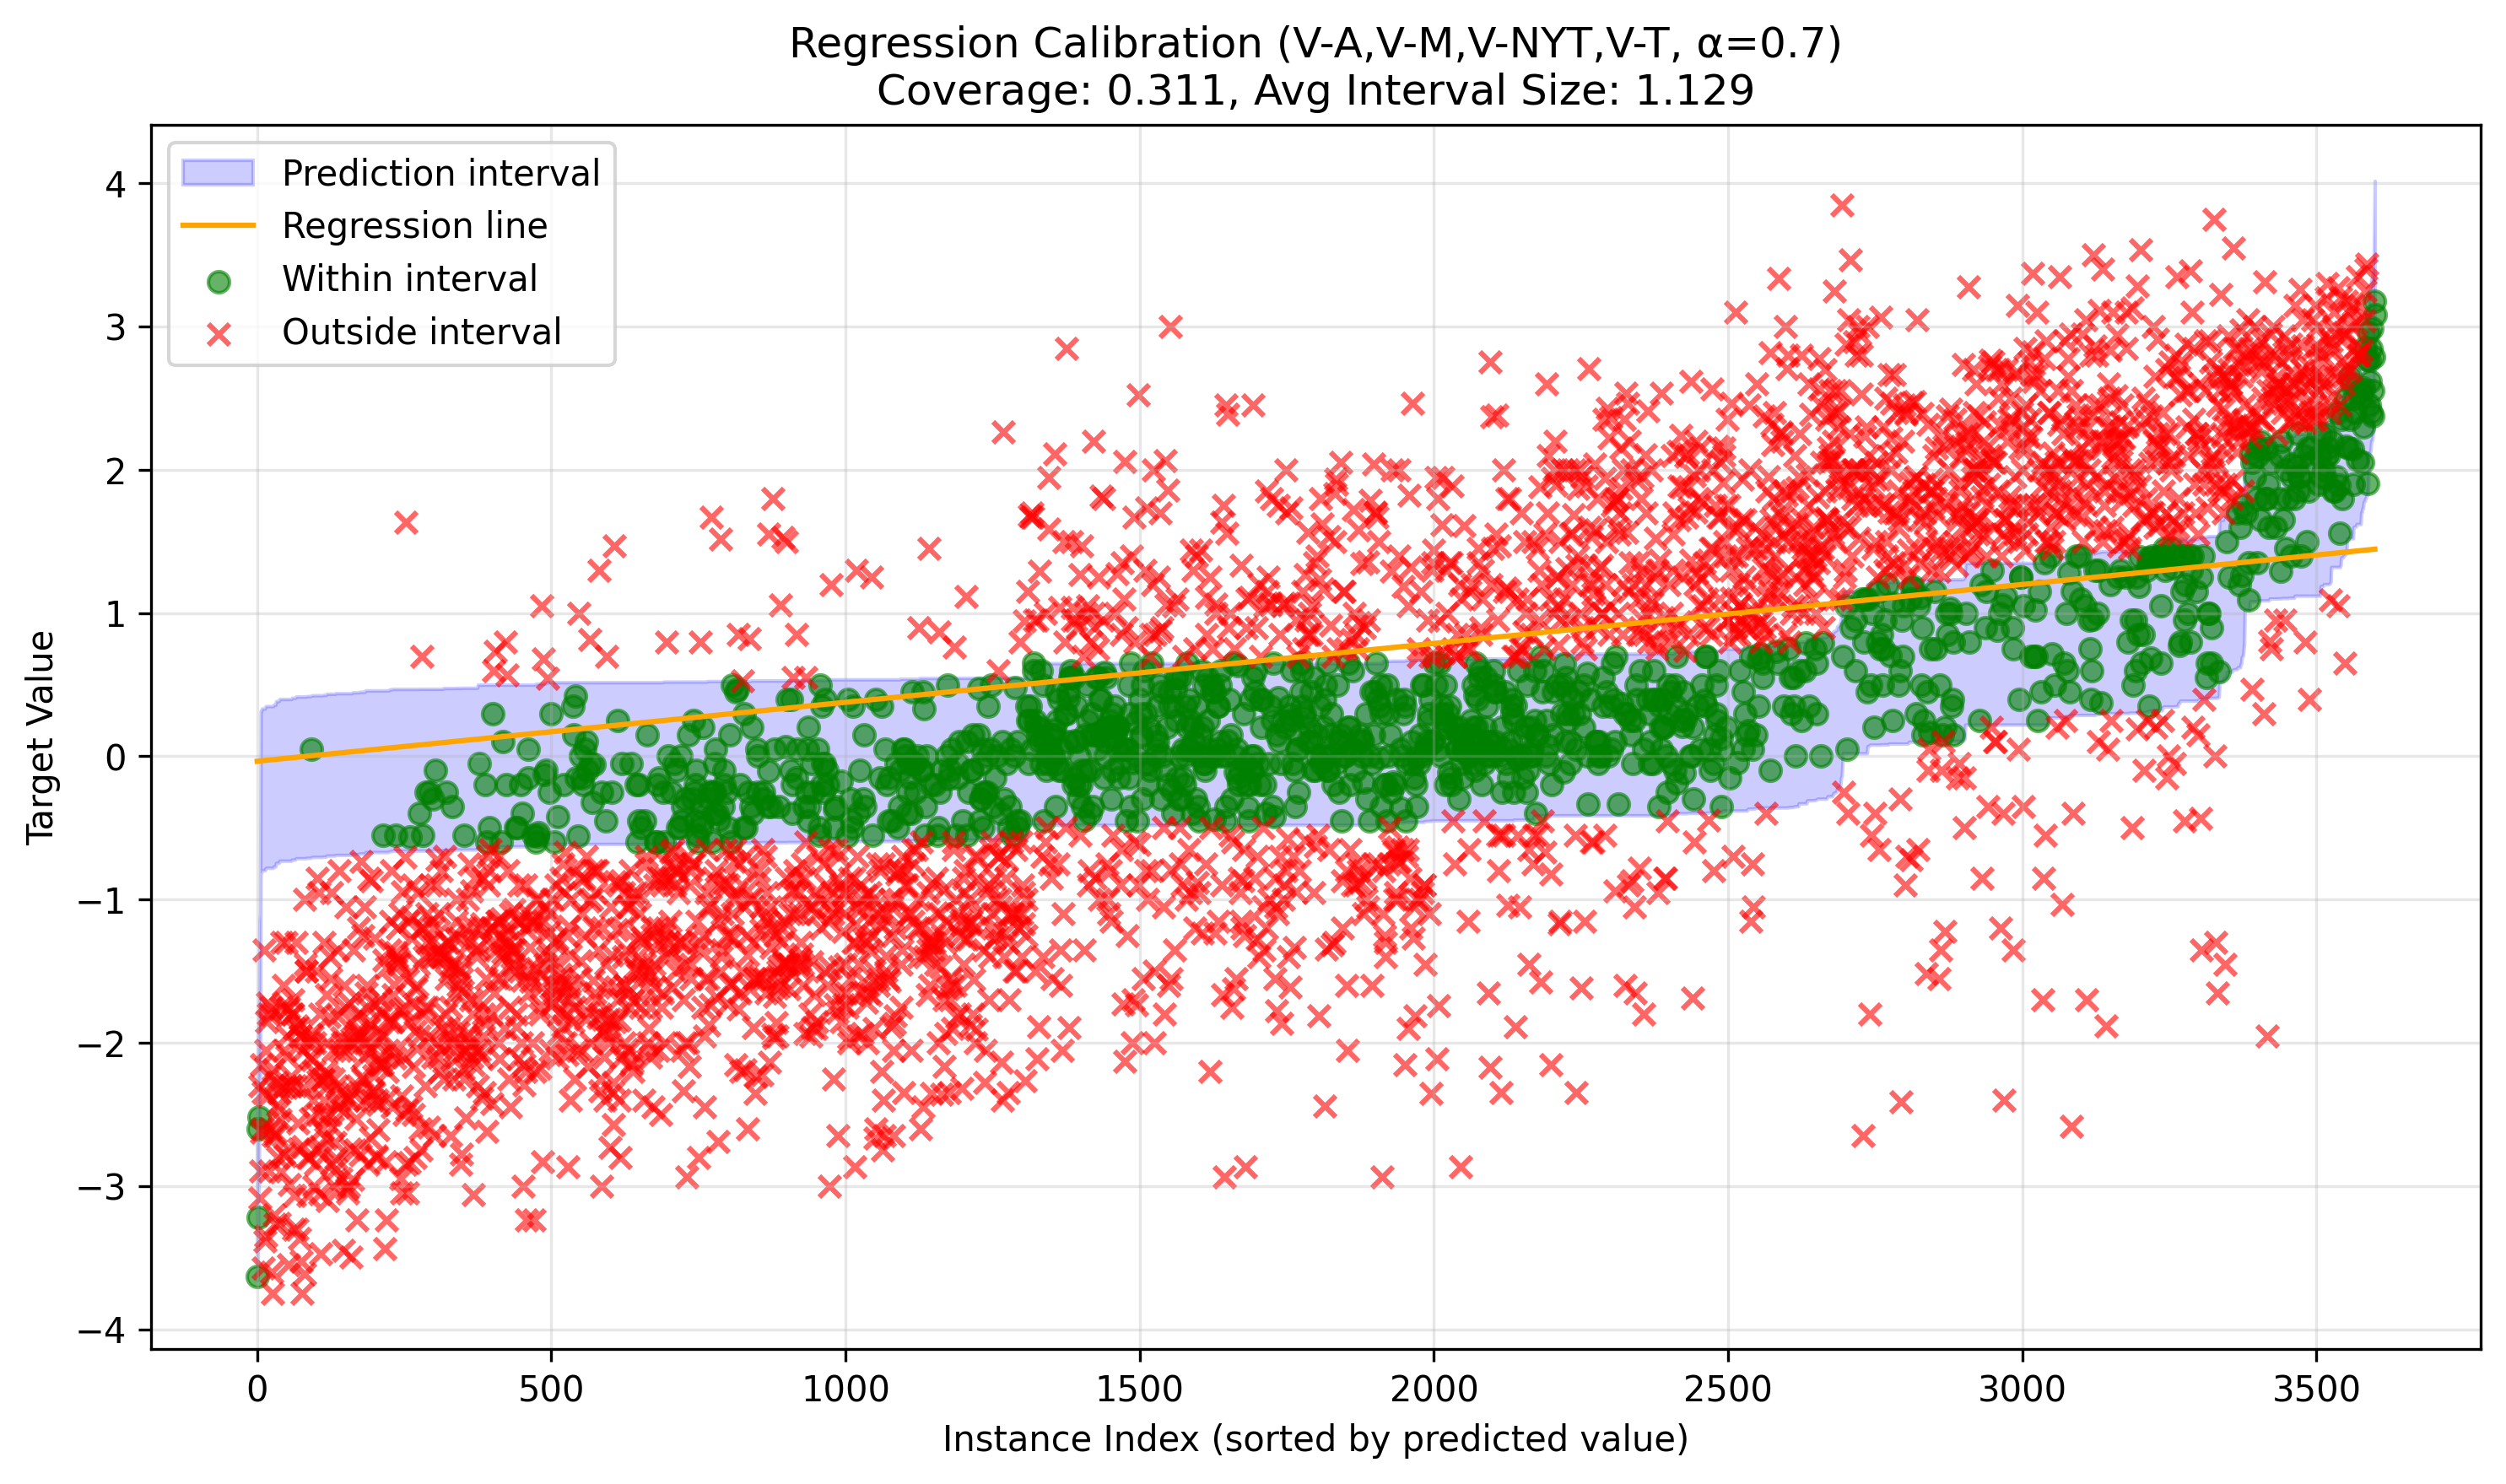 Regression Calibration (V-A,V-M,V-NYT,V-T, α=0.7)
Coverage: 0.311, Avg Interval Size: 1.129
Prediction interval
Regression line
Within interval
Outside interval
4
3
2
1
0
−1
−2
−3
−4
Target Value
0 500 1000 1500 2000 2500 3000 3500
Instance Index (sorted by predicted value)